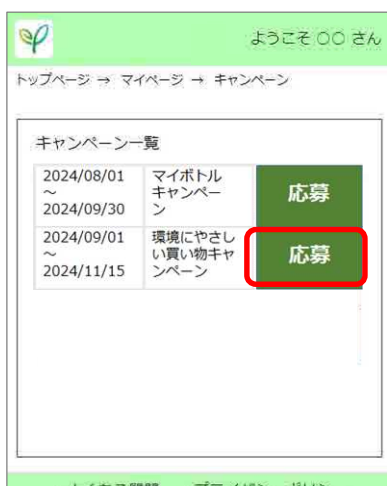 ようこそ 〇〇 さん
トップページ → マイページ → キャンペーン
キャンペーン一覧
2024/08/01
～
2024/09/30
マイボトル
キャンペー
ン
応募
2024/09/01
～
2024/11/15
環境にやさし
い買い物キャ
ンペーン
応募